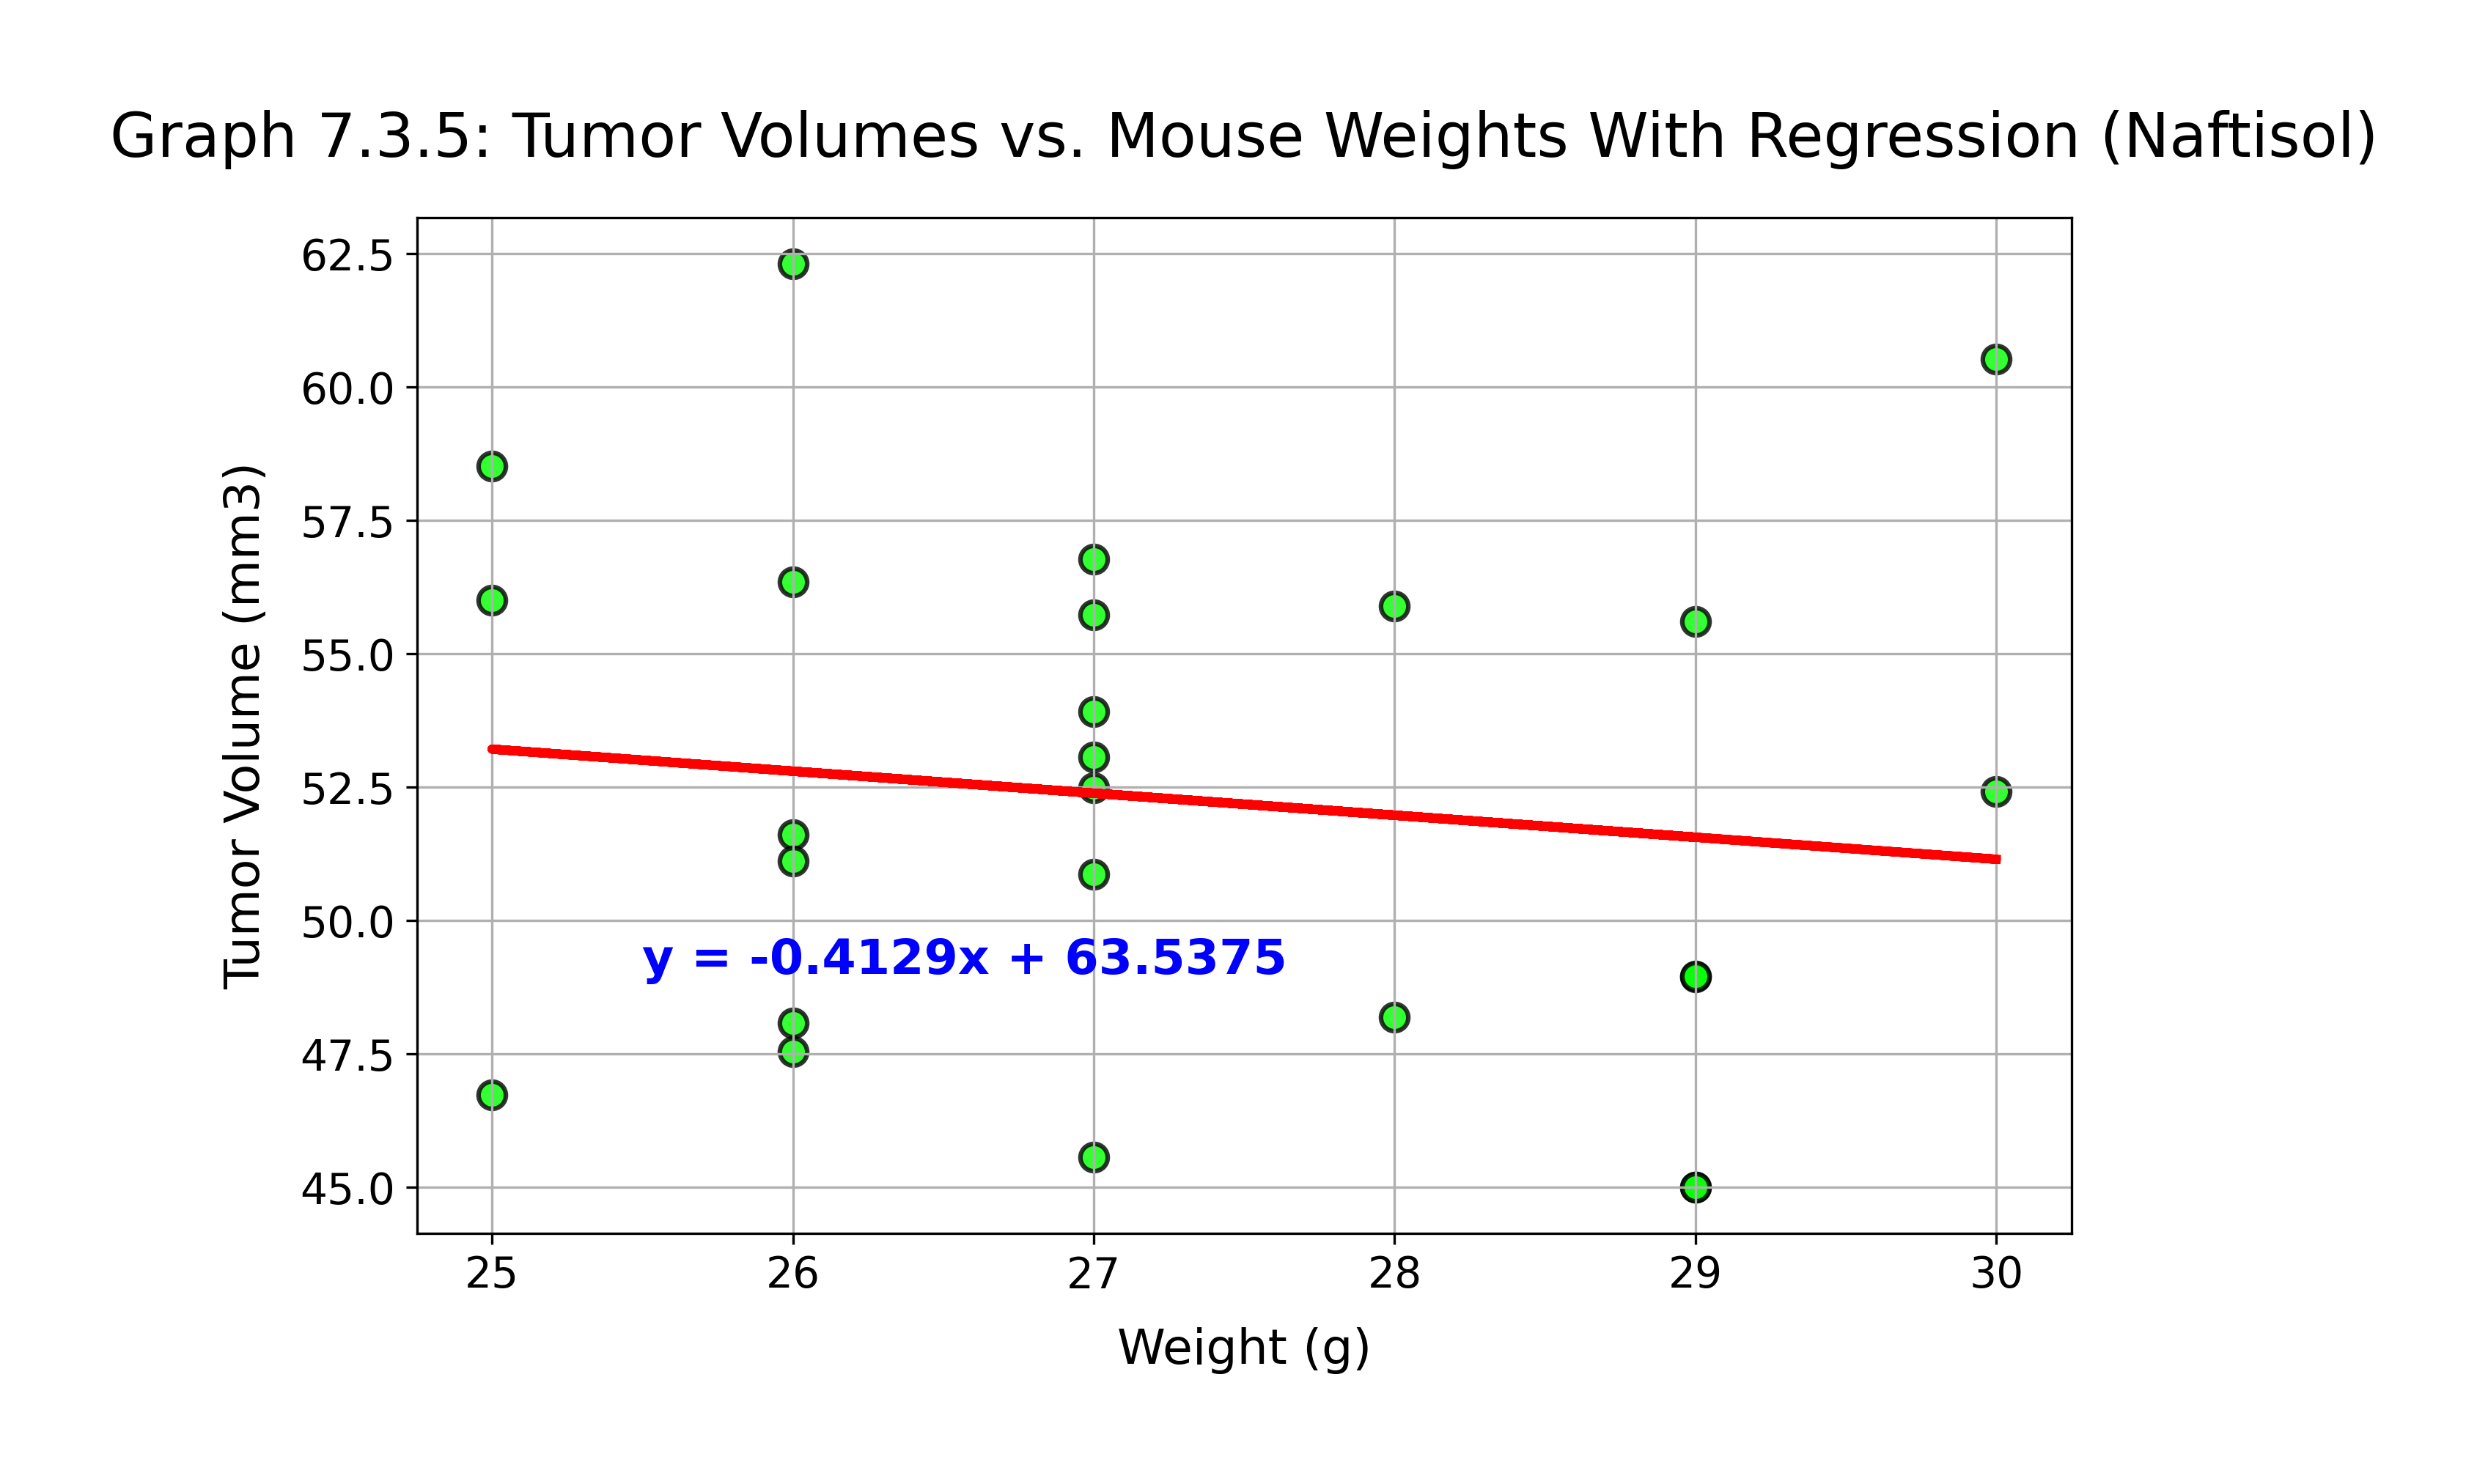 Graph 7.3.5: Tumor Volumes vs. Mouse Weights With Regression (Naftisol)
Tumor Volume (mm3)
62.5
60.0
57.5
55.0
52.5
50.0
47.5
45.0
y = -0.4129x + 63.5375
25 26 27 28 29 30
Weight (g)